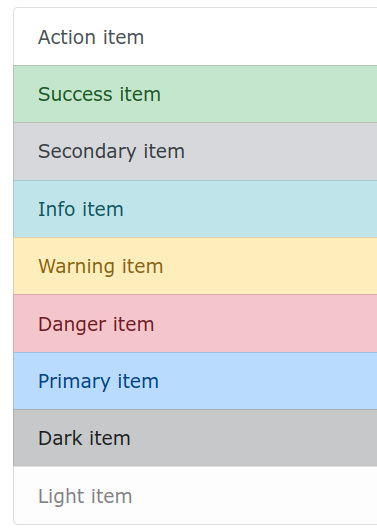 Action item
Success item
Secondary item
Info item
Warning item
Danger item
Primary item
Dark item
Light item